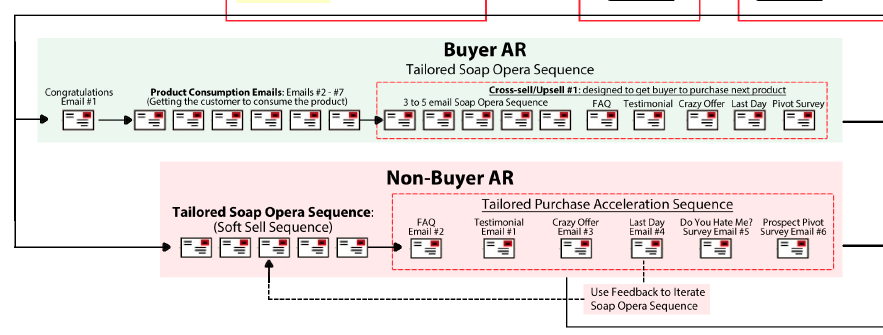 Buyer AR
Tailored Soap Opera Sequence
Congratulations
Email #1
Product Consumption Emails: Emails #2 - #7
(Getting the customer to consume the product)
Cross-sell/Upsell #1: designed to get buyer to purchase next product
3 to 5 email Soap Opera Sequence
FAQ
Testimonial
Crazy Offer
Last Day
Pivot Survey
Non-Buyer AR
Tailored Soap Opera Sequence:
(Soft Sell Sequence)
Tailored Purchase Acceleration Sequence
FAQ
Email #2
Testimonial
Email #1
Crazy Offer
Email #3
Last Day
Email #4
Do You Hate Me?
Survey Email #5
Prospect Pivot
Survey Email #6
Use Feedback to Iterate
Soap Opera Sequence